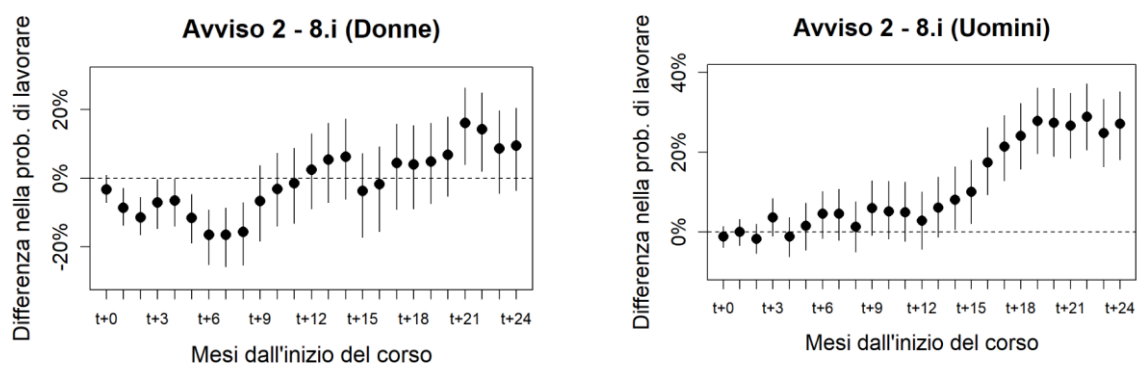 Avviso 2 - 8.i (Donne)
Differenza nella prob. di lavorare
20%
0%
-20%
t+0 t+3 t+6 t+9 t+12 t+15 t+18 t+21 t+24
Mesi dall'inizio del corso
Avviso 2 - 8.i (Uomini)
Differenza nella prob. di lavorare
40%
20%
0%
t+0 t+3 t+6 t+9 t+12 t+15 t+18 t+21 t+24
Mesi dall'inizio del corso